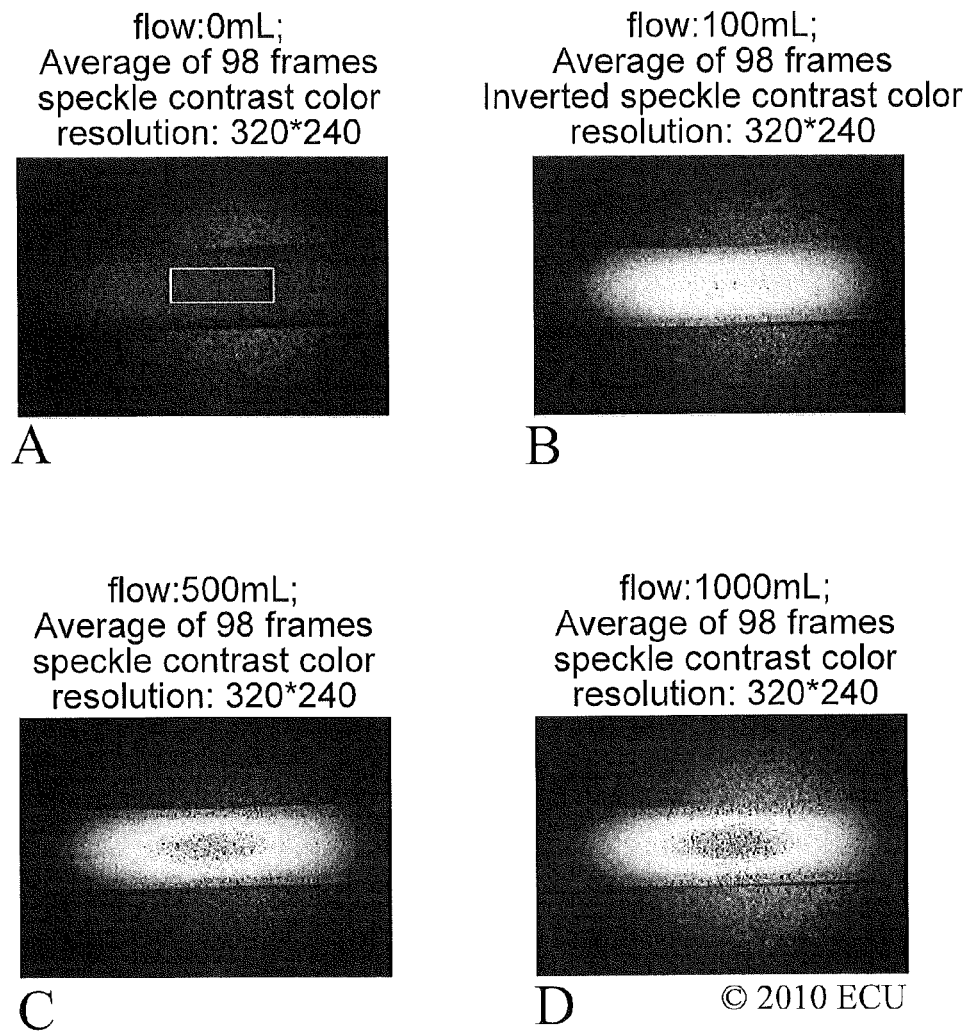 flow:0mL;
Average of 98 frames
speckle contrast color
resolution: 320*240
A
flow:100mL;
Average of 98 frames
Inverted speckle contrast color
resolution: 320*240
B
flow:500mL;
Average of 98 frames
speckle contrast color
resolution: 320*240
C
flow:1000mL;
Average of 98 frames
speckle contrast color
resolution: 320*240
D
© 2010 ECU